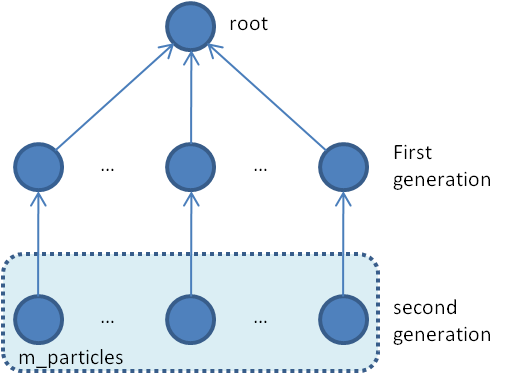 root
...
...
First
generation
...
...
second
generation
m_particles